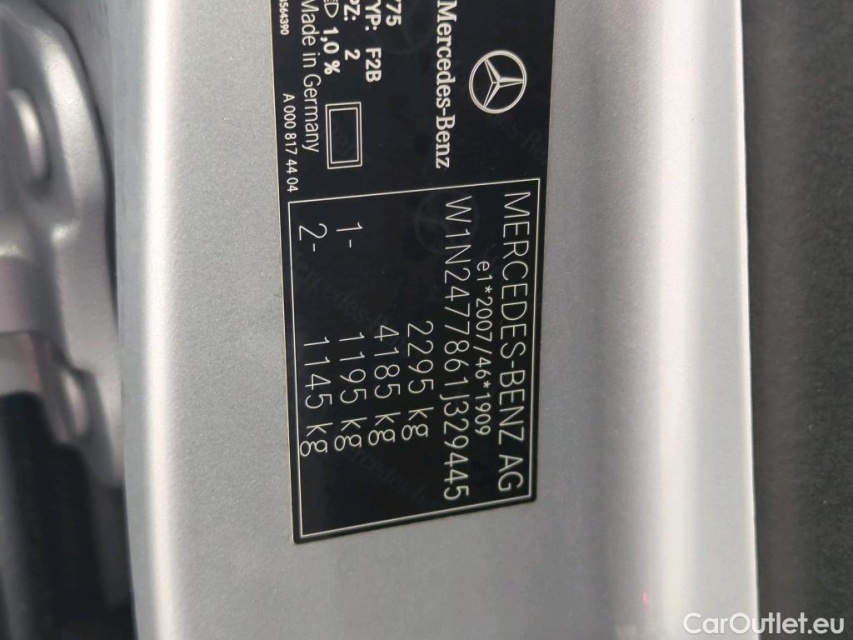 Mercedes-Benz
775
TYP: F2B
PZ: 2
ED 1,0 %
Made in Germany
A 000 817 44 04
4564390
MERCEDES-BENZ AG
e1*2007/46*1909
W1N2477861J329445
2295 kg
4185 kg
1- 1195 kg
2- 1145 kg
CarOutlet.eu